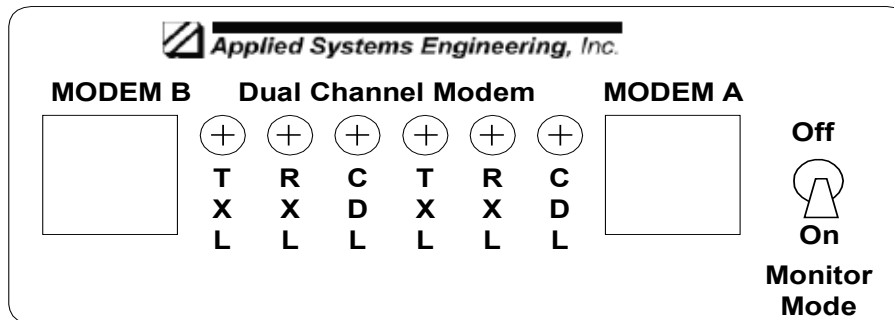 Applied Systems Engineering, Inc.
MODEM B Dual Channel Modem MODEM A
Off
T R C T R C
X X D X X D
L L L L L L
On
Monitor
Mode